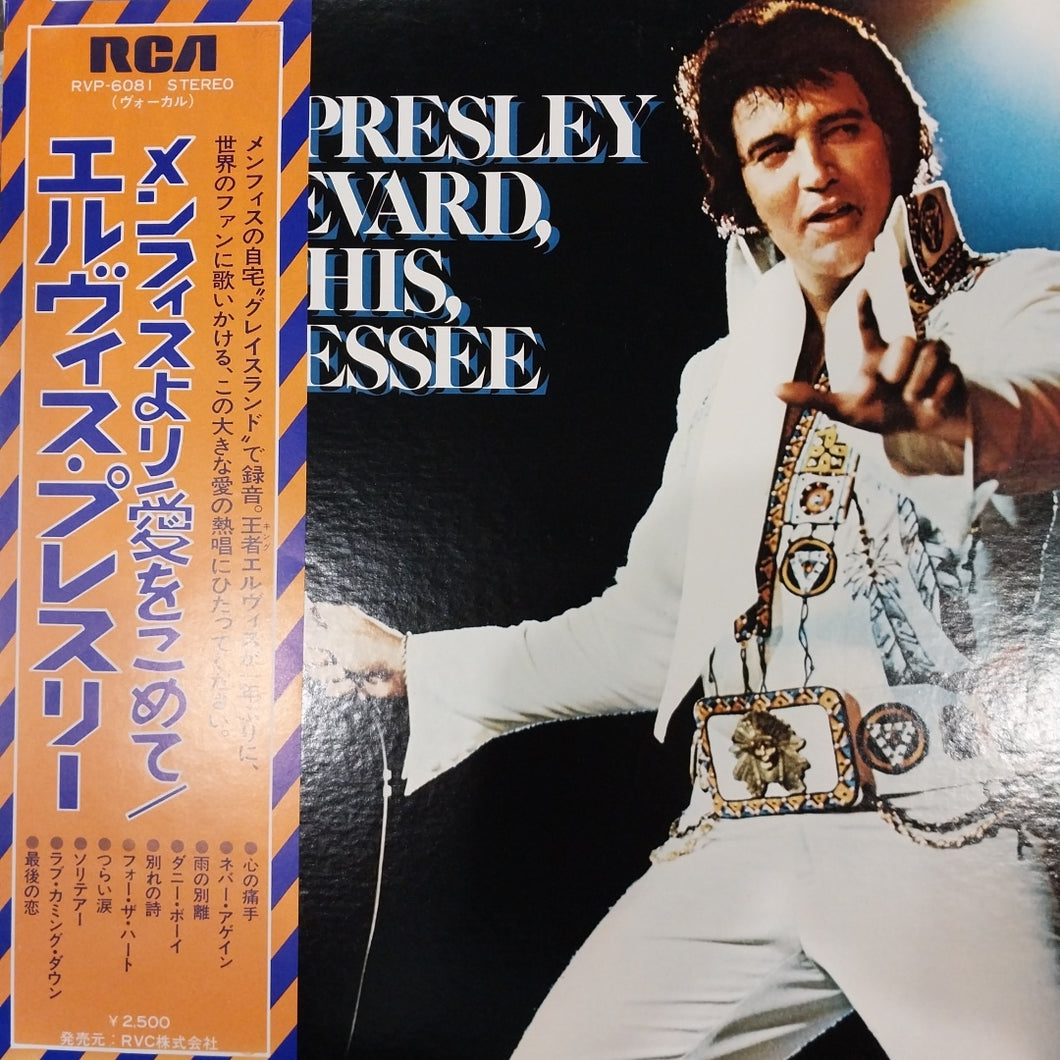 RCA
RVP-6081 STEREO
(ヴォーカル)
メンフィスの自宅“グレイスランド”で録音。王者エルヴィスが一年ぶりに、
キング
世界のファンに歌いかける、この大きな愛の熱唱にひたってください。
メンフィスより愛をこめて/
エルヴィス・プレスリー
●心の痛手
●ネバー・アゲイン
●雨の別離
●ダニー・ボーイ
●別れの詩
●フォー・ザ・ハート
●つらい涙
●ソリテアー
●ラブ・カミング・ダウン
●最後の恋
¥2,500
発売元:RVC株式会社
PRESLEY
EVARD,
HIS,
ESSEE